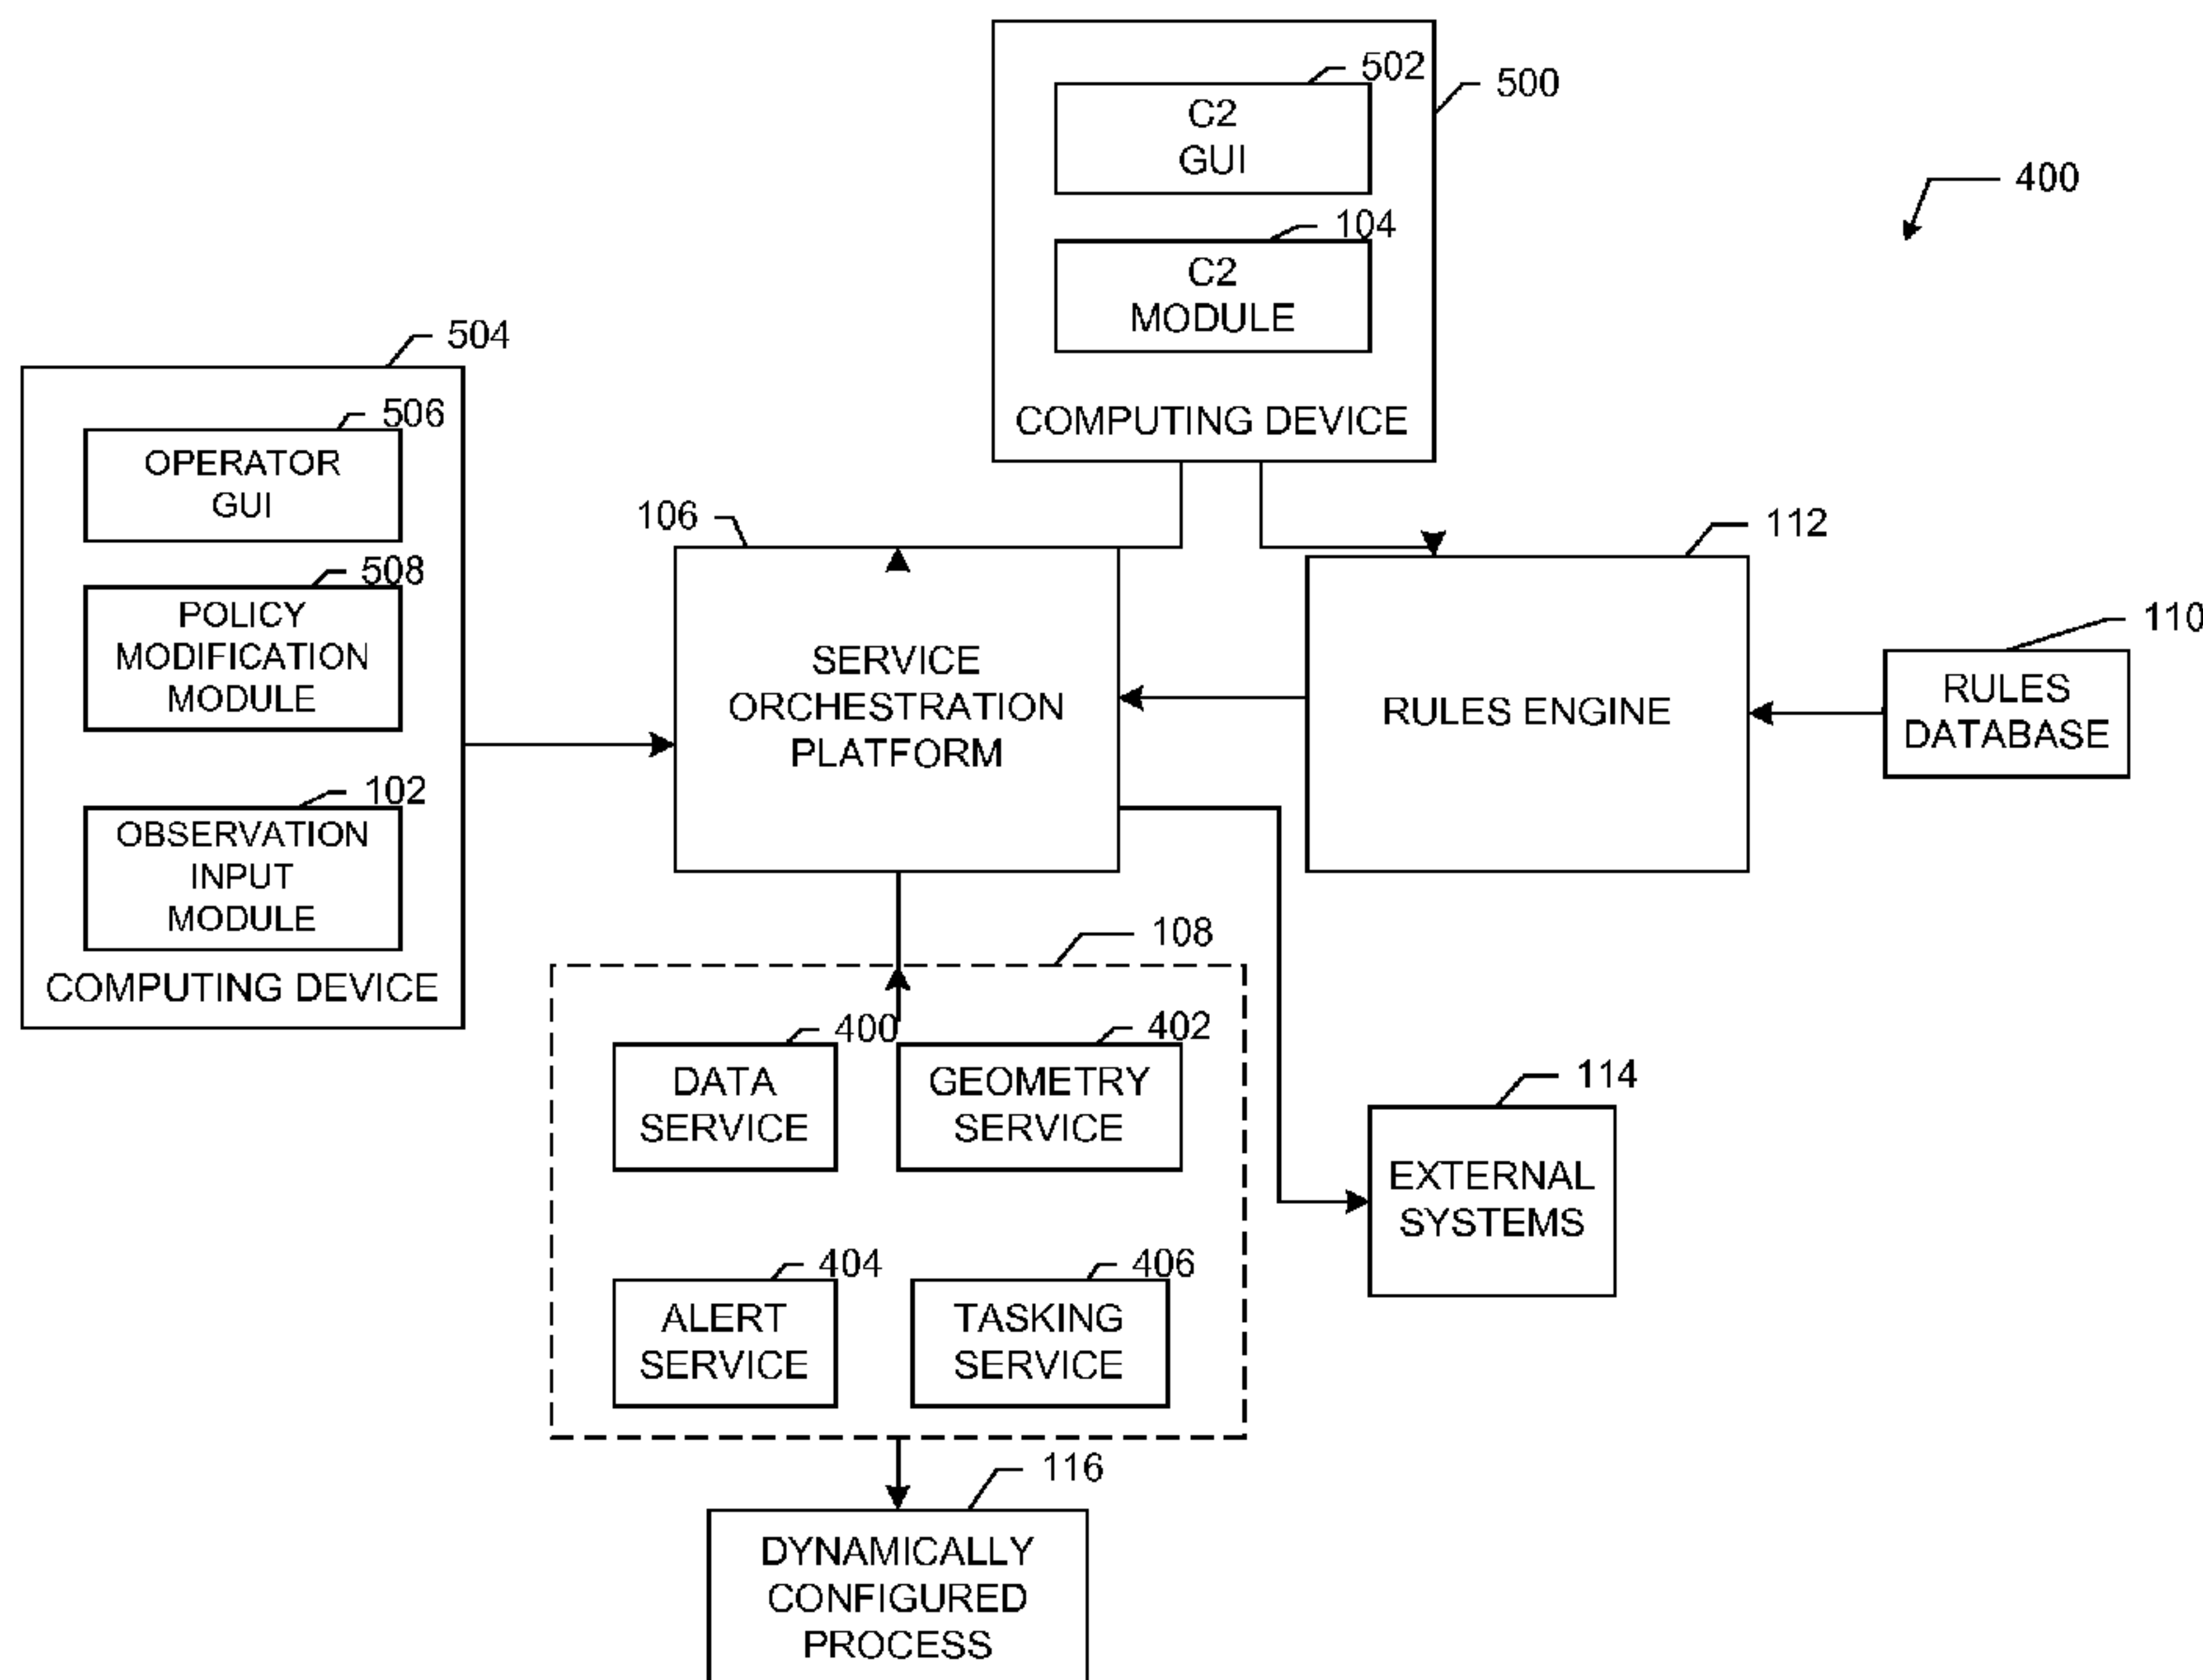 502
500
C2
GUI
400
104
C2
MODULE
COMPUTING DEVICE
504
506
OPERATOR
GUI
508
POLICY
MODIFICATION
MODULE
102
OBSERVATION
INPUT
MODULE
COMPUTING DEVICE
106
SERVICE
ORCHESTRATION
PLATFORM
112
RULES ENGINE
110
RULES
DATABASE
108
400
DATA
SERVICE
402
GEOMETRY
SERVICE
404
ALERT
SERVICE
406
TASKING
SERVICE
114
EXTERNAL
SYSTEMS
116
DYNAMICALLY
CONFIGURED
PROCESS